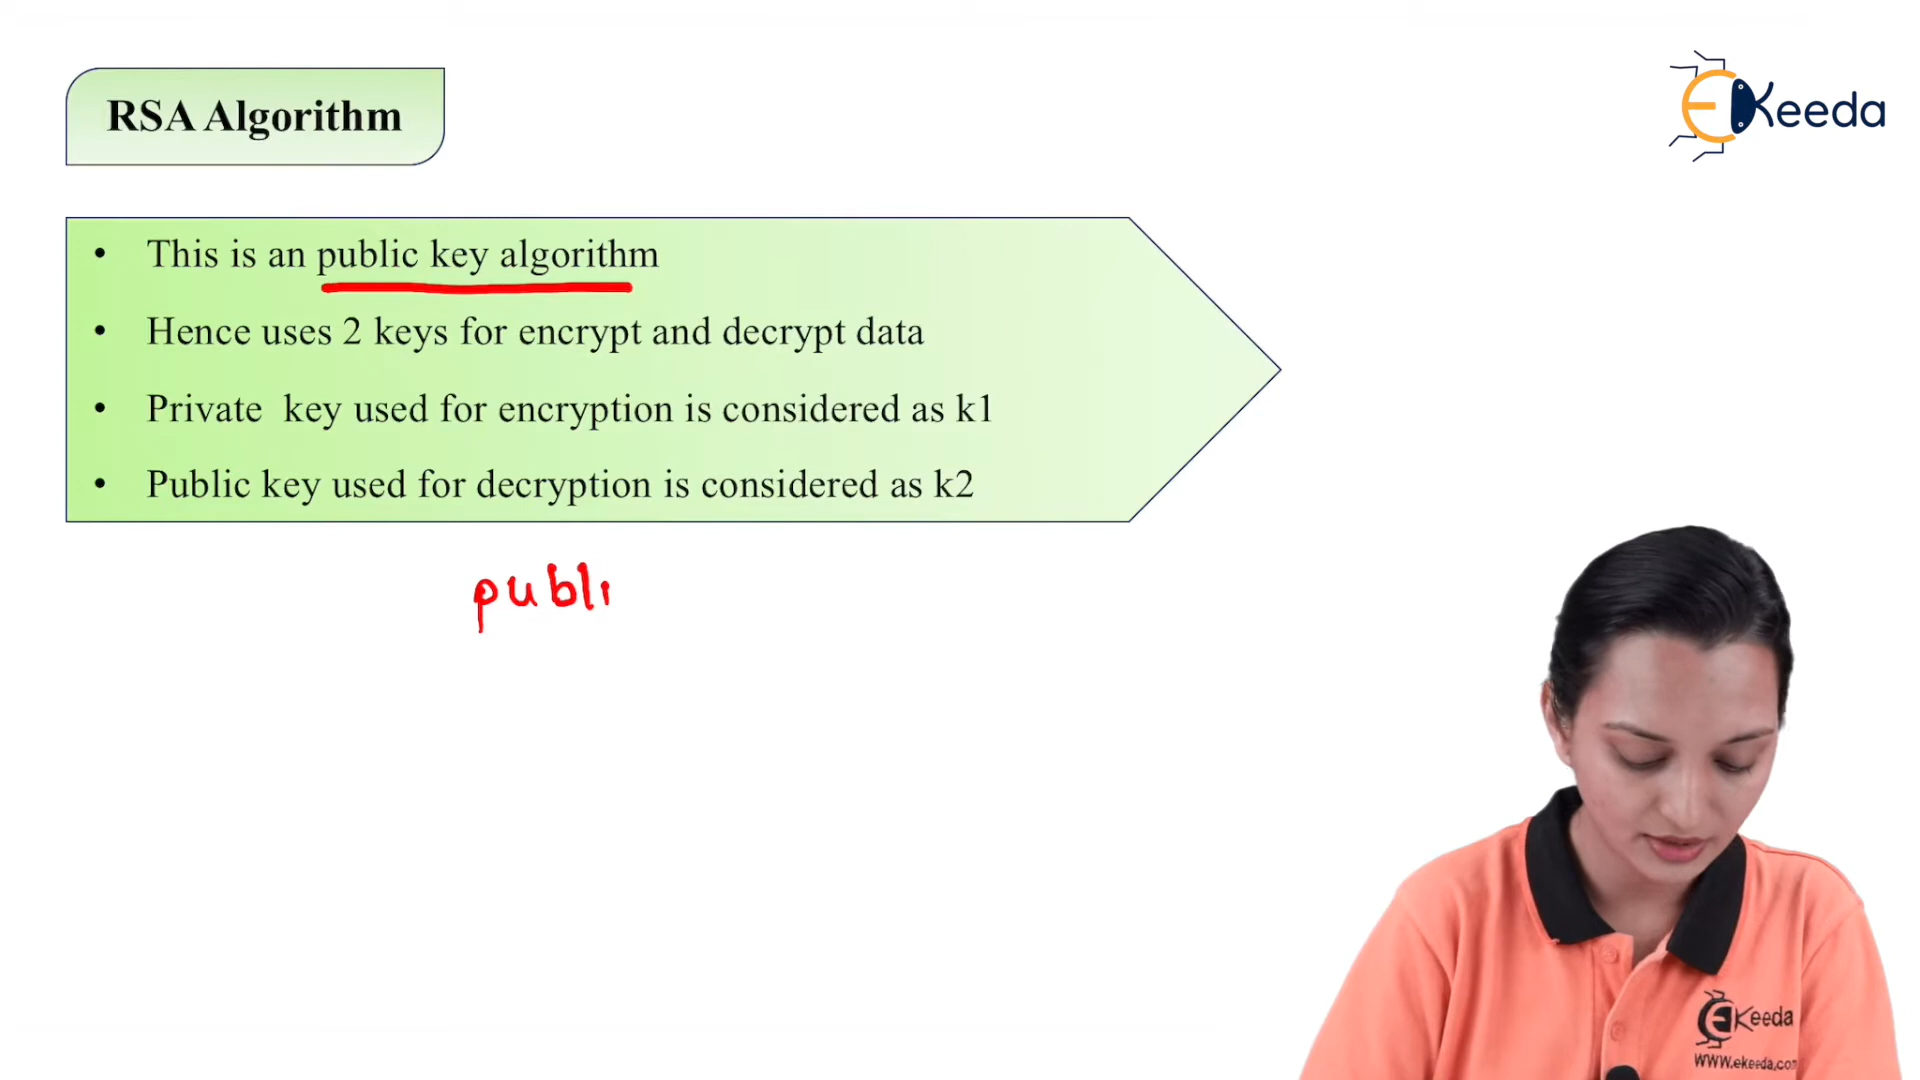 RSA Algorithm
EKeeda
• This is an public key algorithm
• Hence uses 2 keys for encrypt and decrypt data
• Private key used for encryption is considered as k1
• Public key used for decryption is considered as k2
publi
EKeeda
www.ekeeda.com